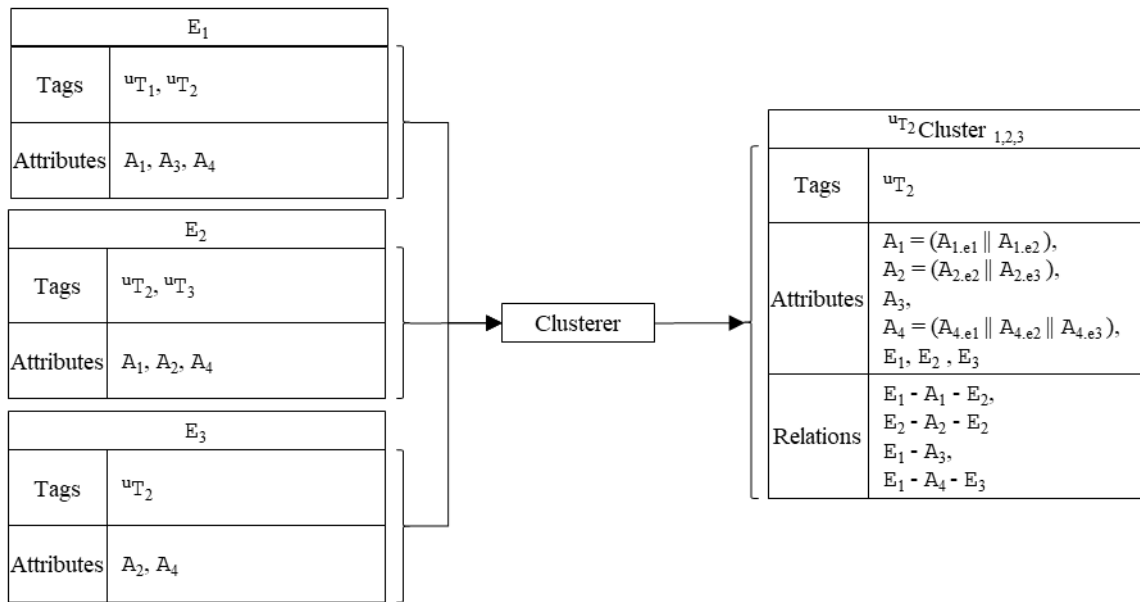 E₁
Tags
ᵘT₁, ᵘT₂
Attributes
A₁, A₃, A₄
E₂
Tags
ᵘT₂, ᵘT₃
Attributes
A₁, A₂, A₄
E₃
Tags
ᵘT₂
Attributes
A₂, A₄
Clusterer
ᵘᵀ² Cluster ₁,₂,₃
Tags
ᵘT₂
Attributes
A₁ = (A₁.ₑ₁ || A₁.ₑ₂),
A₂ = (A₂.ₑ₂ || A₂.ₑ₃),
A₃,
A₄ = (A₄.ₑ₁ || A₄.ₑ₂ || A₄.ₑ₃),
E₁, E₂ , E₃
Relations
E₁ - A₁ - E₂,
E₂ - A₂ - E₂
E₁ - A₃,
E₁ - A₄ - E₃